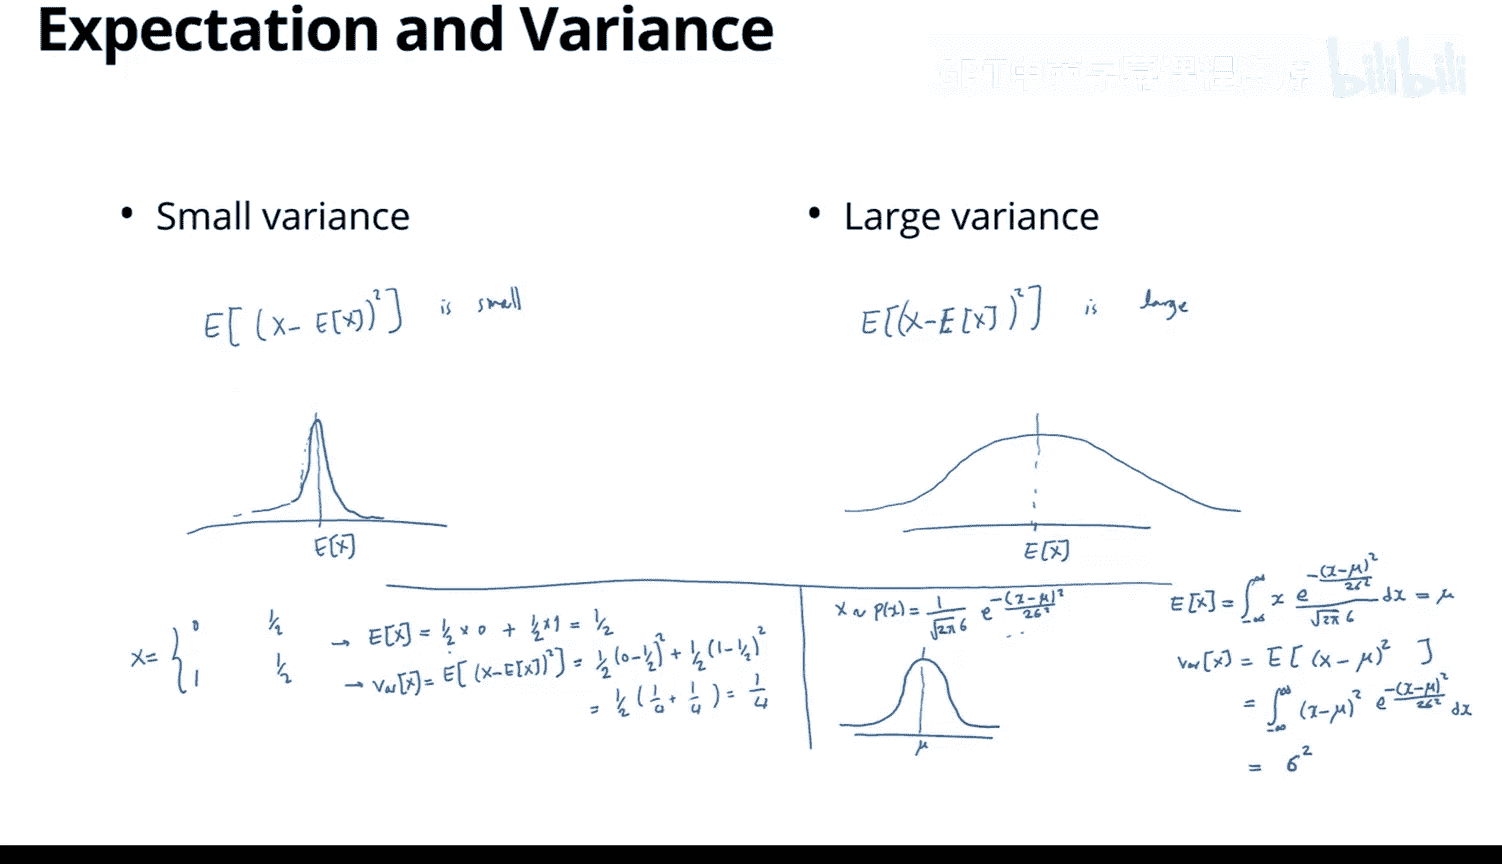 Expectation and Variance
bilibili
• Small variance
E[(x-E[x])²] is small
E[x]
• Large variance
E[(x-E[x])²] is large
E[x]
x= { 0 ½
1 ½
→ E[x] = ½×0 + ½×1 = ½
→ Var[x] = E[(x-E[x])²] = ½(0-½)² + ½(1-½)²
= ½(¼+¼) = ¼
x ~ P(x) = 1/(√2π σ) e^(-(x-μ)²/2σ²)
μ
E[x] = ∫_{-∞}^{∞} x e^(-(x-μ)²/2σ²)/(√2π σ) dx = μ
Var[x] = E[(x-μ)²]
= ∫_{-∞}^{∞} (x-μ)² e^(-(x-μ)²/2σ²) dx
= σ²